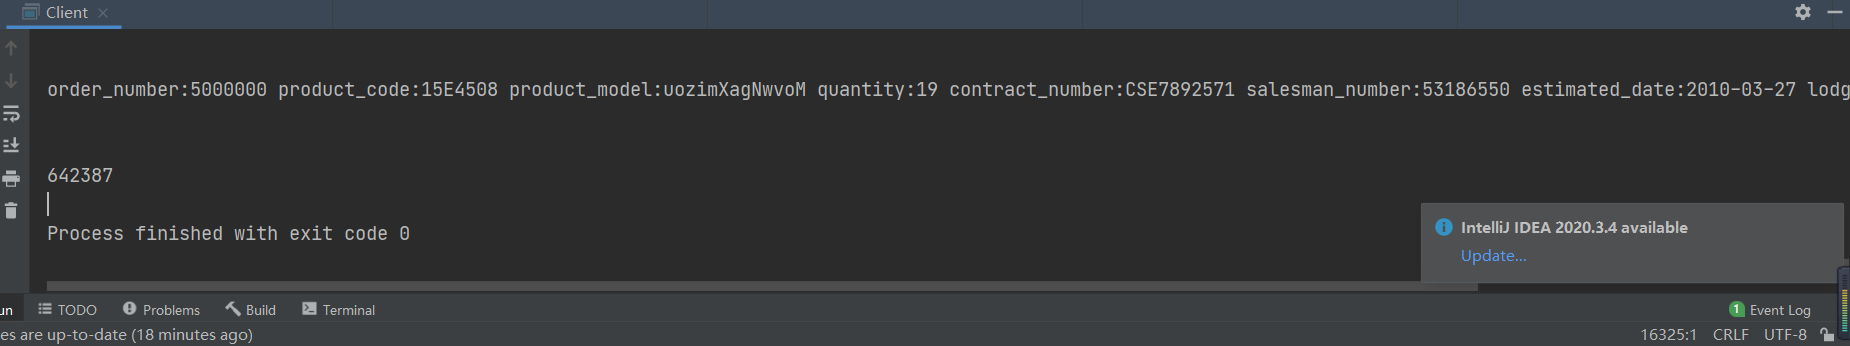 Client
order_number:5000000 product_code:15E4508 product_model:uozimXagNwvoM quantity:19 contract_number:CSE7892571 salesman_number:53186550 estimated_date:2010-03-27 lodg
642387
Process finished with exit code 0
IntelliJ IDEA 2020.3.4 available
Update...
un TODO Problems Build Terminal 1 Event Log
es are up-to-date (18 minutes ago) 16325:1 CRLF UTF-8